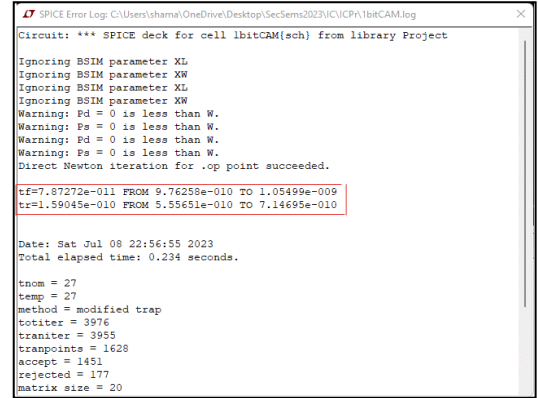 SPICE Error Log: C:\Users\shama\OneDrive\Desktop\SecSems2023\IC\ICPr\1bitCAM.log
Circuit: *** SPICE deck for cell 1bitCAM{sch} from library Project
Ignoring BSIM parameter XL
Ignoring BSIM parameter XW
Ignoring BSIM parameter XL
Ignoring BSIM parameter XW
Warning: Pd = 0 is less than W.
Warning: Ps = 0 is less than W.
Warning: Pd = 0 is less than W.
Warning: Ps = 0 is less than W.
Direct Newton iteration for .op point succeeded.
tf=7.87272e-011 FROM 9.76258e-010 TO 1.05499e-009
tr=1.59045e-010 FROM 5.55651e-010 TO 7.14695e-010
Date: Sat Jul 08 22:56:55 2023
Total elapsed time: 0.234 seconds.
tnom = 27
temp = 27
method = modified trap
totiter = 3976
traniter = 3955
tranpoints = 1628
accept = 1451
rejected = 177
matrix size = 20